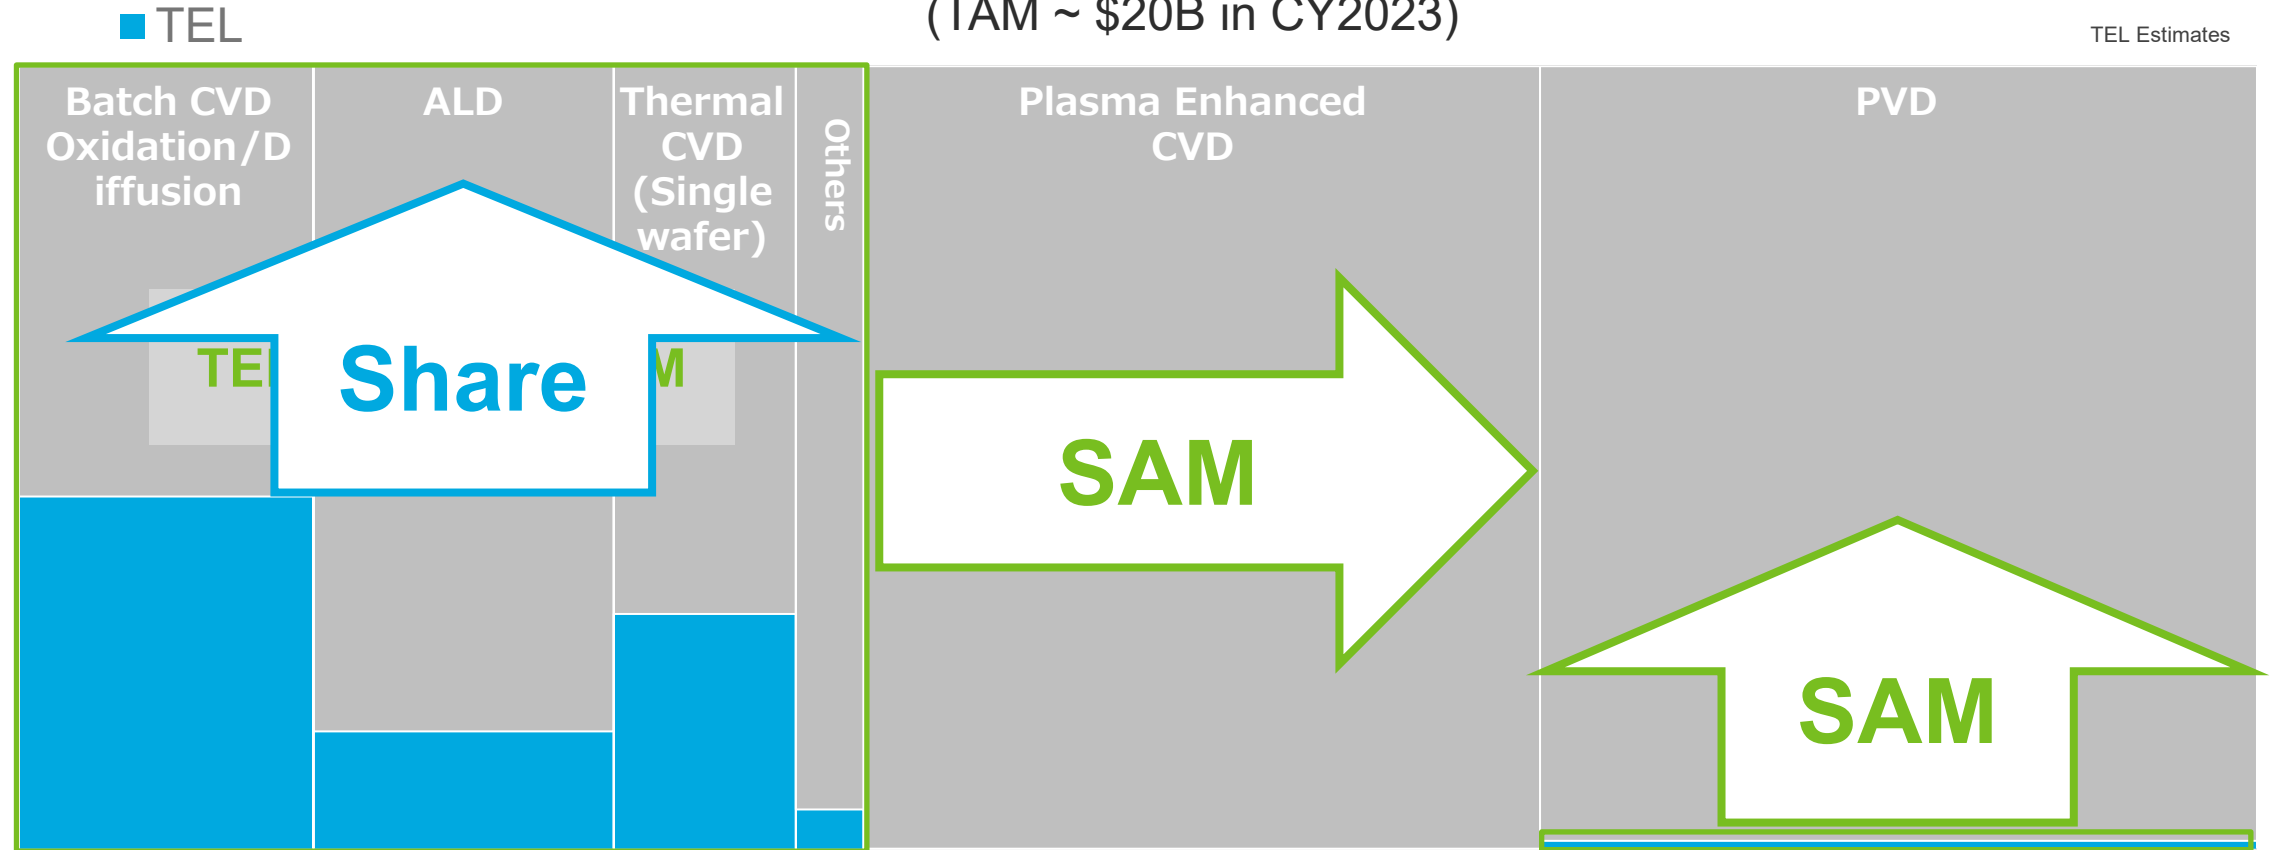 TEL
(TAM ~ $20B in CY2023)
TEL Estimates
Batch CVD
Oxidation/D
iffusion
ALD
Thermal
CVD
(Single
wafer)
Others
Plasma Enhanced
CVD
PVD
Share
SAM
SAM